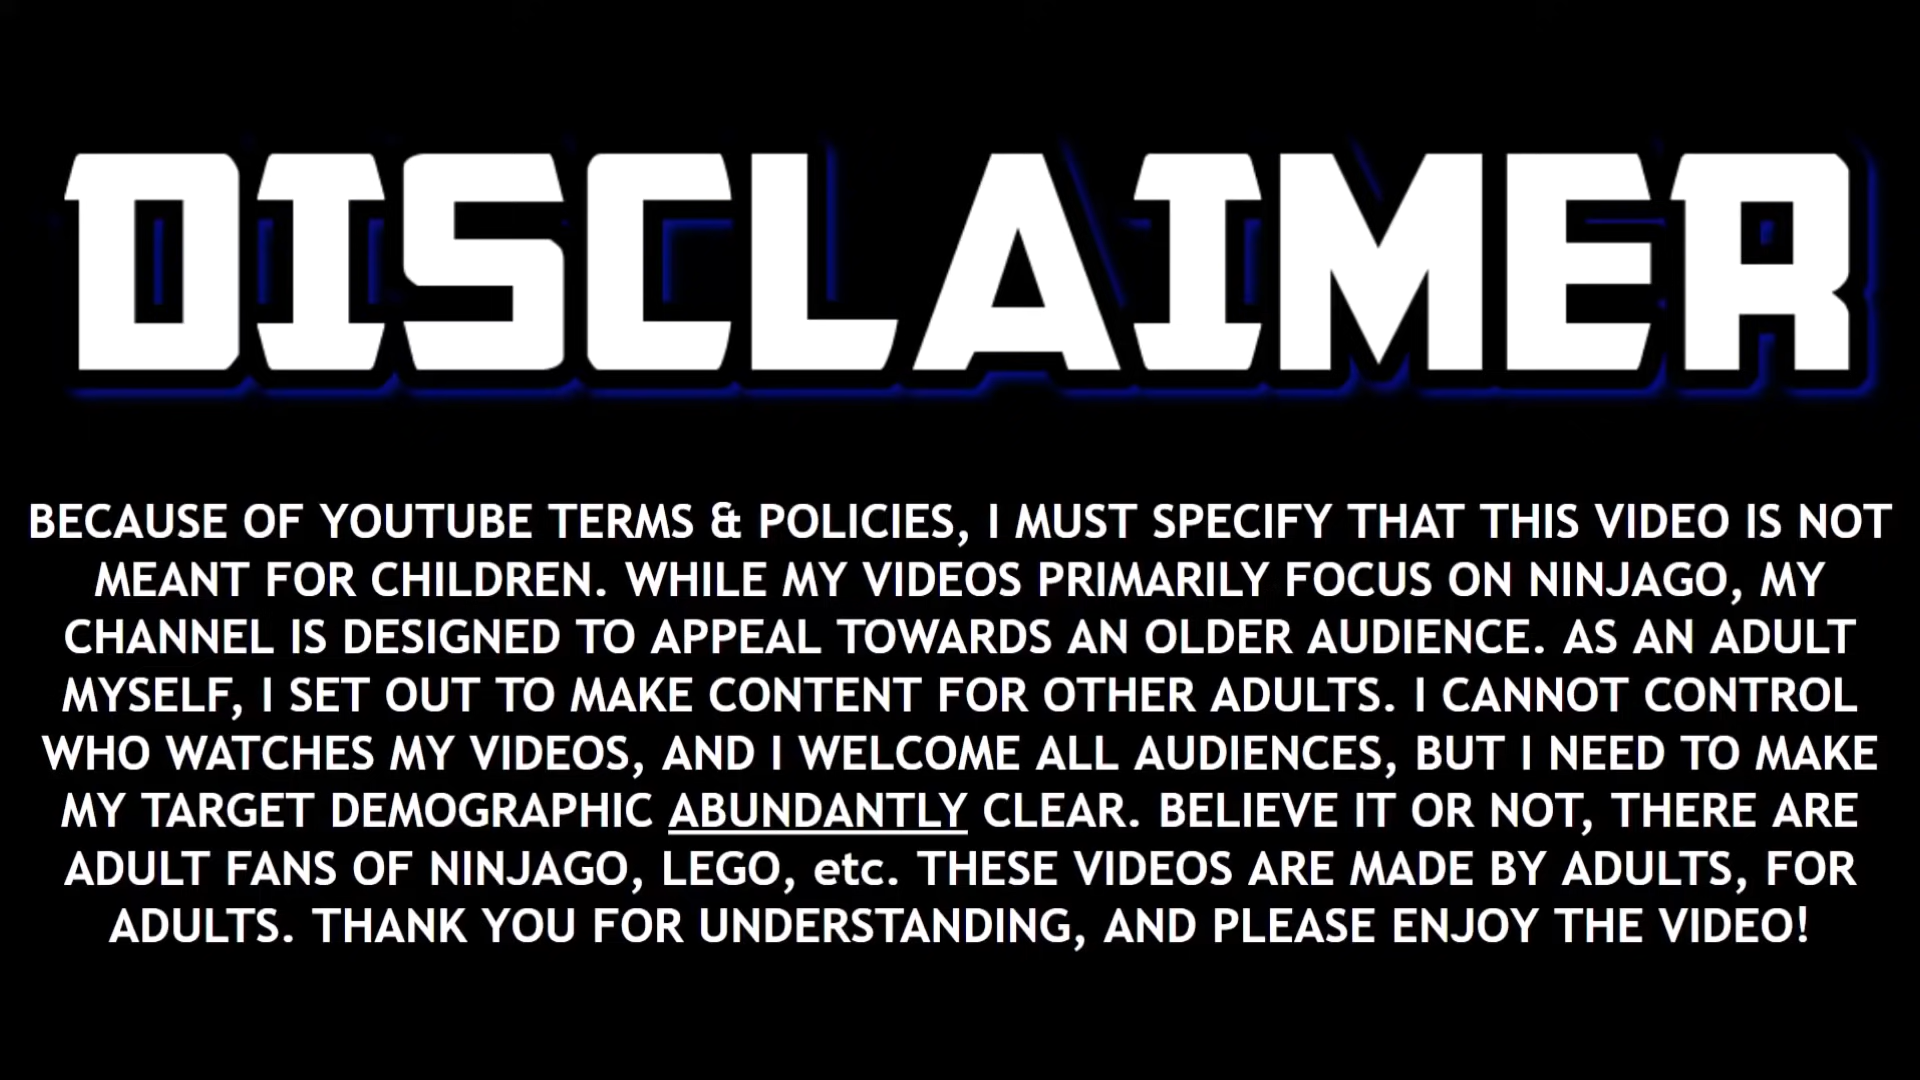 DISCLAIMER
BECAUSE OF YOUTUBE TERMS & POLICIES, I MUST SPECIFY THAT THIS VIDEO IS NOT
MEANT FOR CHILDREN. WHILE MY VIDEOS PRIMARILY FOCUS ON NINJAGO, MY
CHANNEL IS DESIGNED TO APPEAL TOWARDS AN OLDER AUDIENCE. AS AN ADULT
MYSELF, I SET OUT TO MAKE CONTENT FOR OTHER ADULTS. I CANNOT CONTROL
WHO WATCHES MY VIDEOS, AND I WELCOME ALL AUDIENCES, BUT I NEED TO MAKE
MY TARGET DEMOGRAPHIC ABUNDANTLY CLEAR. BELIEVE IT OR NOT, THERE ARE
ADULT FANS OF NINJAGO, LEGO, etc. THESE VIDEOS ARE MADE BY ADULTS, FOR
ADULTS. THANK YOU FOR UNDERSTANDING, AND PLEASE ENJOY THE VIDEO!